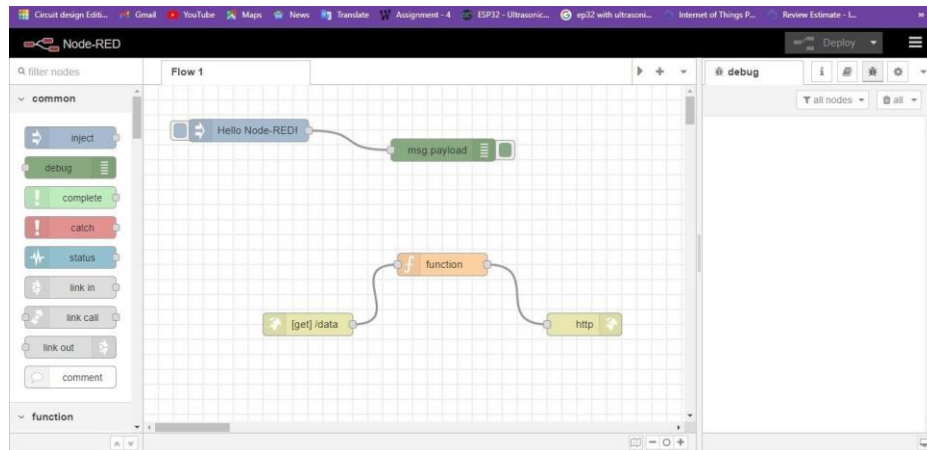 Circuit design Editi... Gmail YouTube Maps News Translate Assignment - 4 ESP32 - Ultrasonic... ep32 with ultrasoni... Internet of Things P... Review Estimate - L... »
Node-RED Deploy
filter nodes Flow 1 debug i
all nodes all
common
inject Hello Node-RED!
debug msg.payload
complete
catch
status function
link in
link call [get] /data http
link out
comment
function